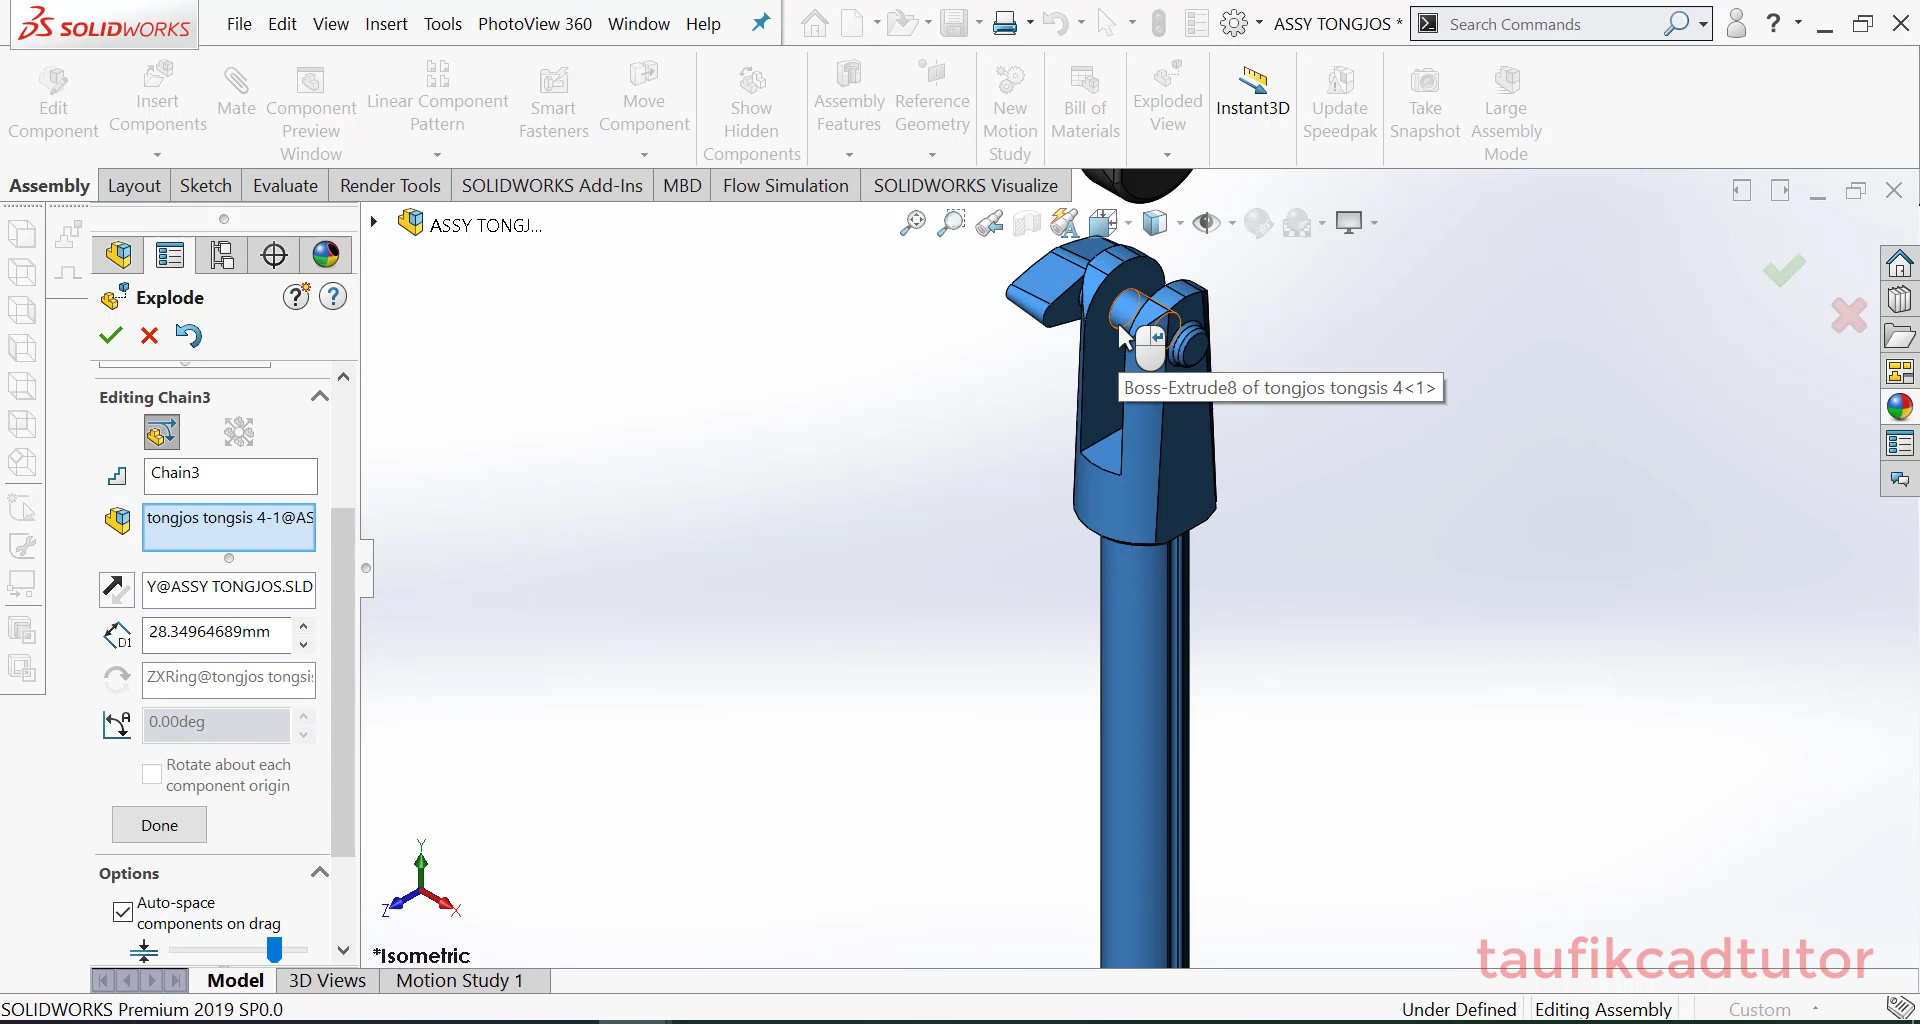 SOLIDWORKS
File Edit View Insert Tools PhotoView 360 Window Help
ASSY TONGJOS *
Search Commands
?
Edit Component
Insert Components
Mate
Component Preview Window
Linear Component Pattern
Smart Fasteners
Move Component
Show Hidden Components
Assembly Features
Reference Geometry
New Motion Study
Bill of Materials
Exploded View
Instant3D
Update Speedpak
Take Snapshot
Large Assembly Mode
Assembly Layout Sketch Evaluate Render Tools SOLIDWORKS Add-Ins MBD Flow Simulation SOLIDWORKS Visualize
ASSY TONGJ...
Explode
Editing Chain3
Chain3
tongjos tongsis 4-1@AS
Y@ASSY TONGJOS.SLD
D1
28.34964689mm
ZXRing@tongjos tongsi
A
0.00deg
Rotate about each
component origin
Done
Options
Auto-space
components on drag
Boss-Extrude8 of tongjos tongsis 4<1>
Y
Z
X
*Isometric
taufikcadtutor
Model 3D Views Motion Study 1
SOLIDWORKS Premium 2019 SP0.0
Under Defined Editing Assembly Custom